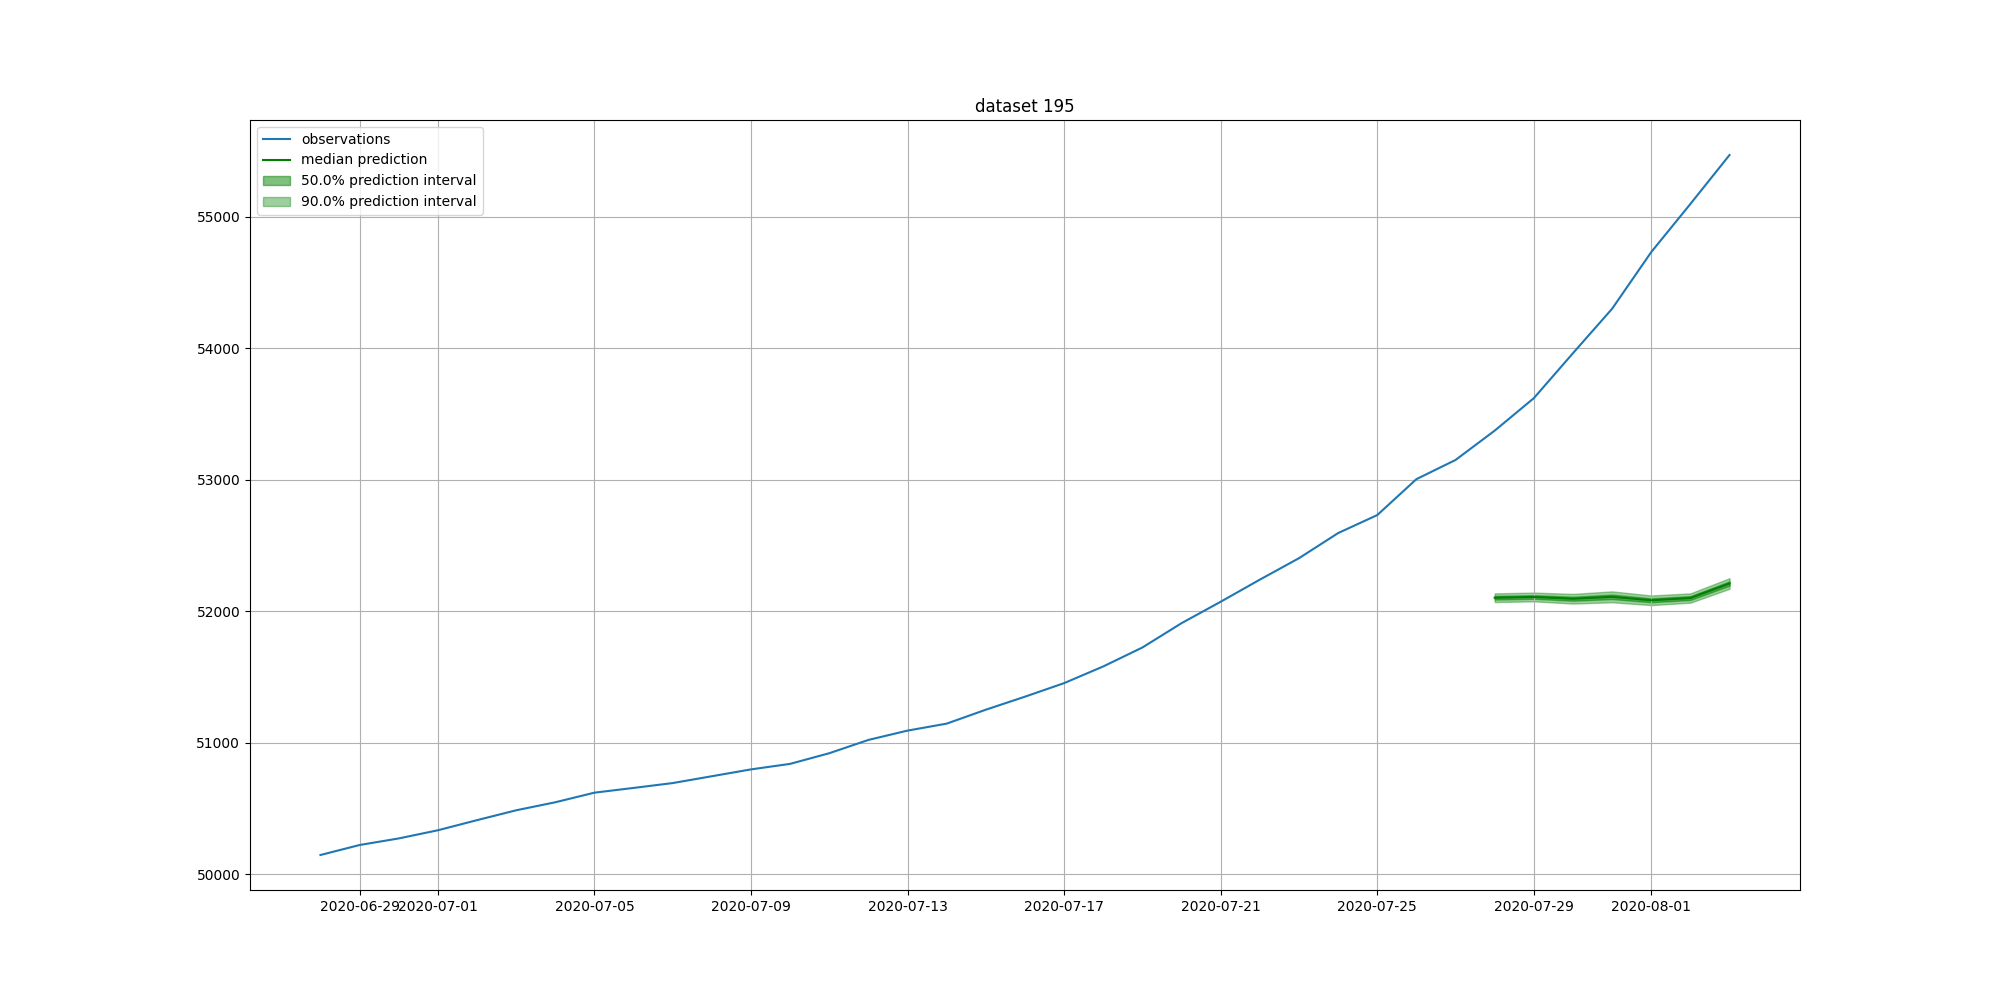 dataset 195
observations
median prediction
50.0% prediction interval
90.0% prediction interval
55000
54000
53000
52000
51000
50000
2020-06-29 2020-07-01 2020-07-05 2020-07-09 2020-07-13 2020-07-17 2020-07-21 2020-07-25 2020-07-29 2020-08-01